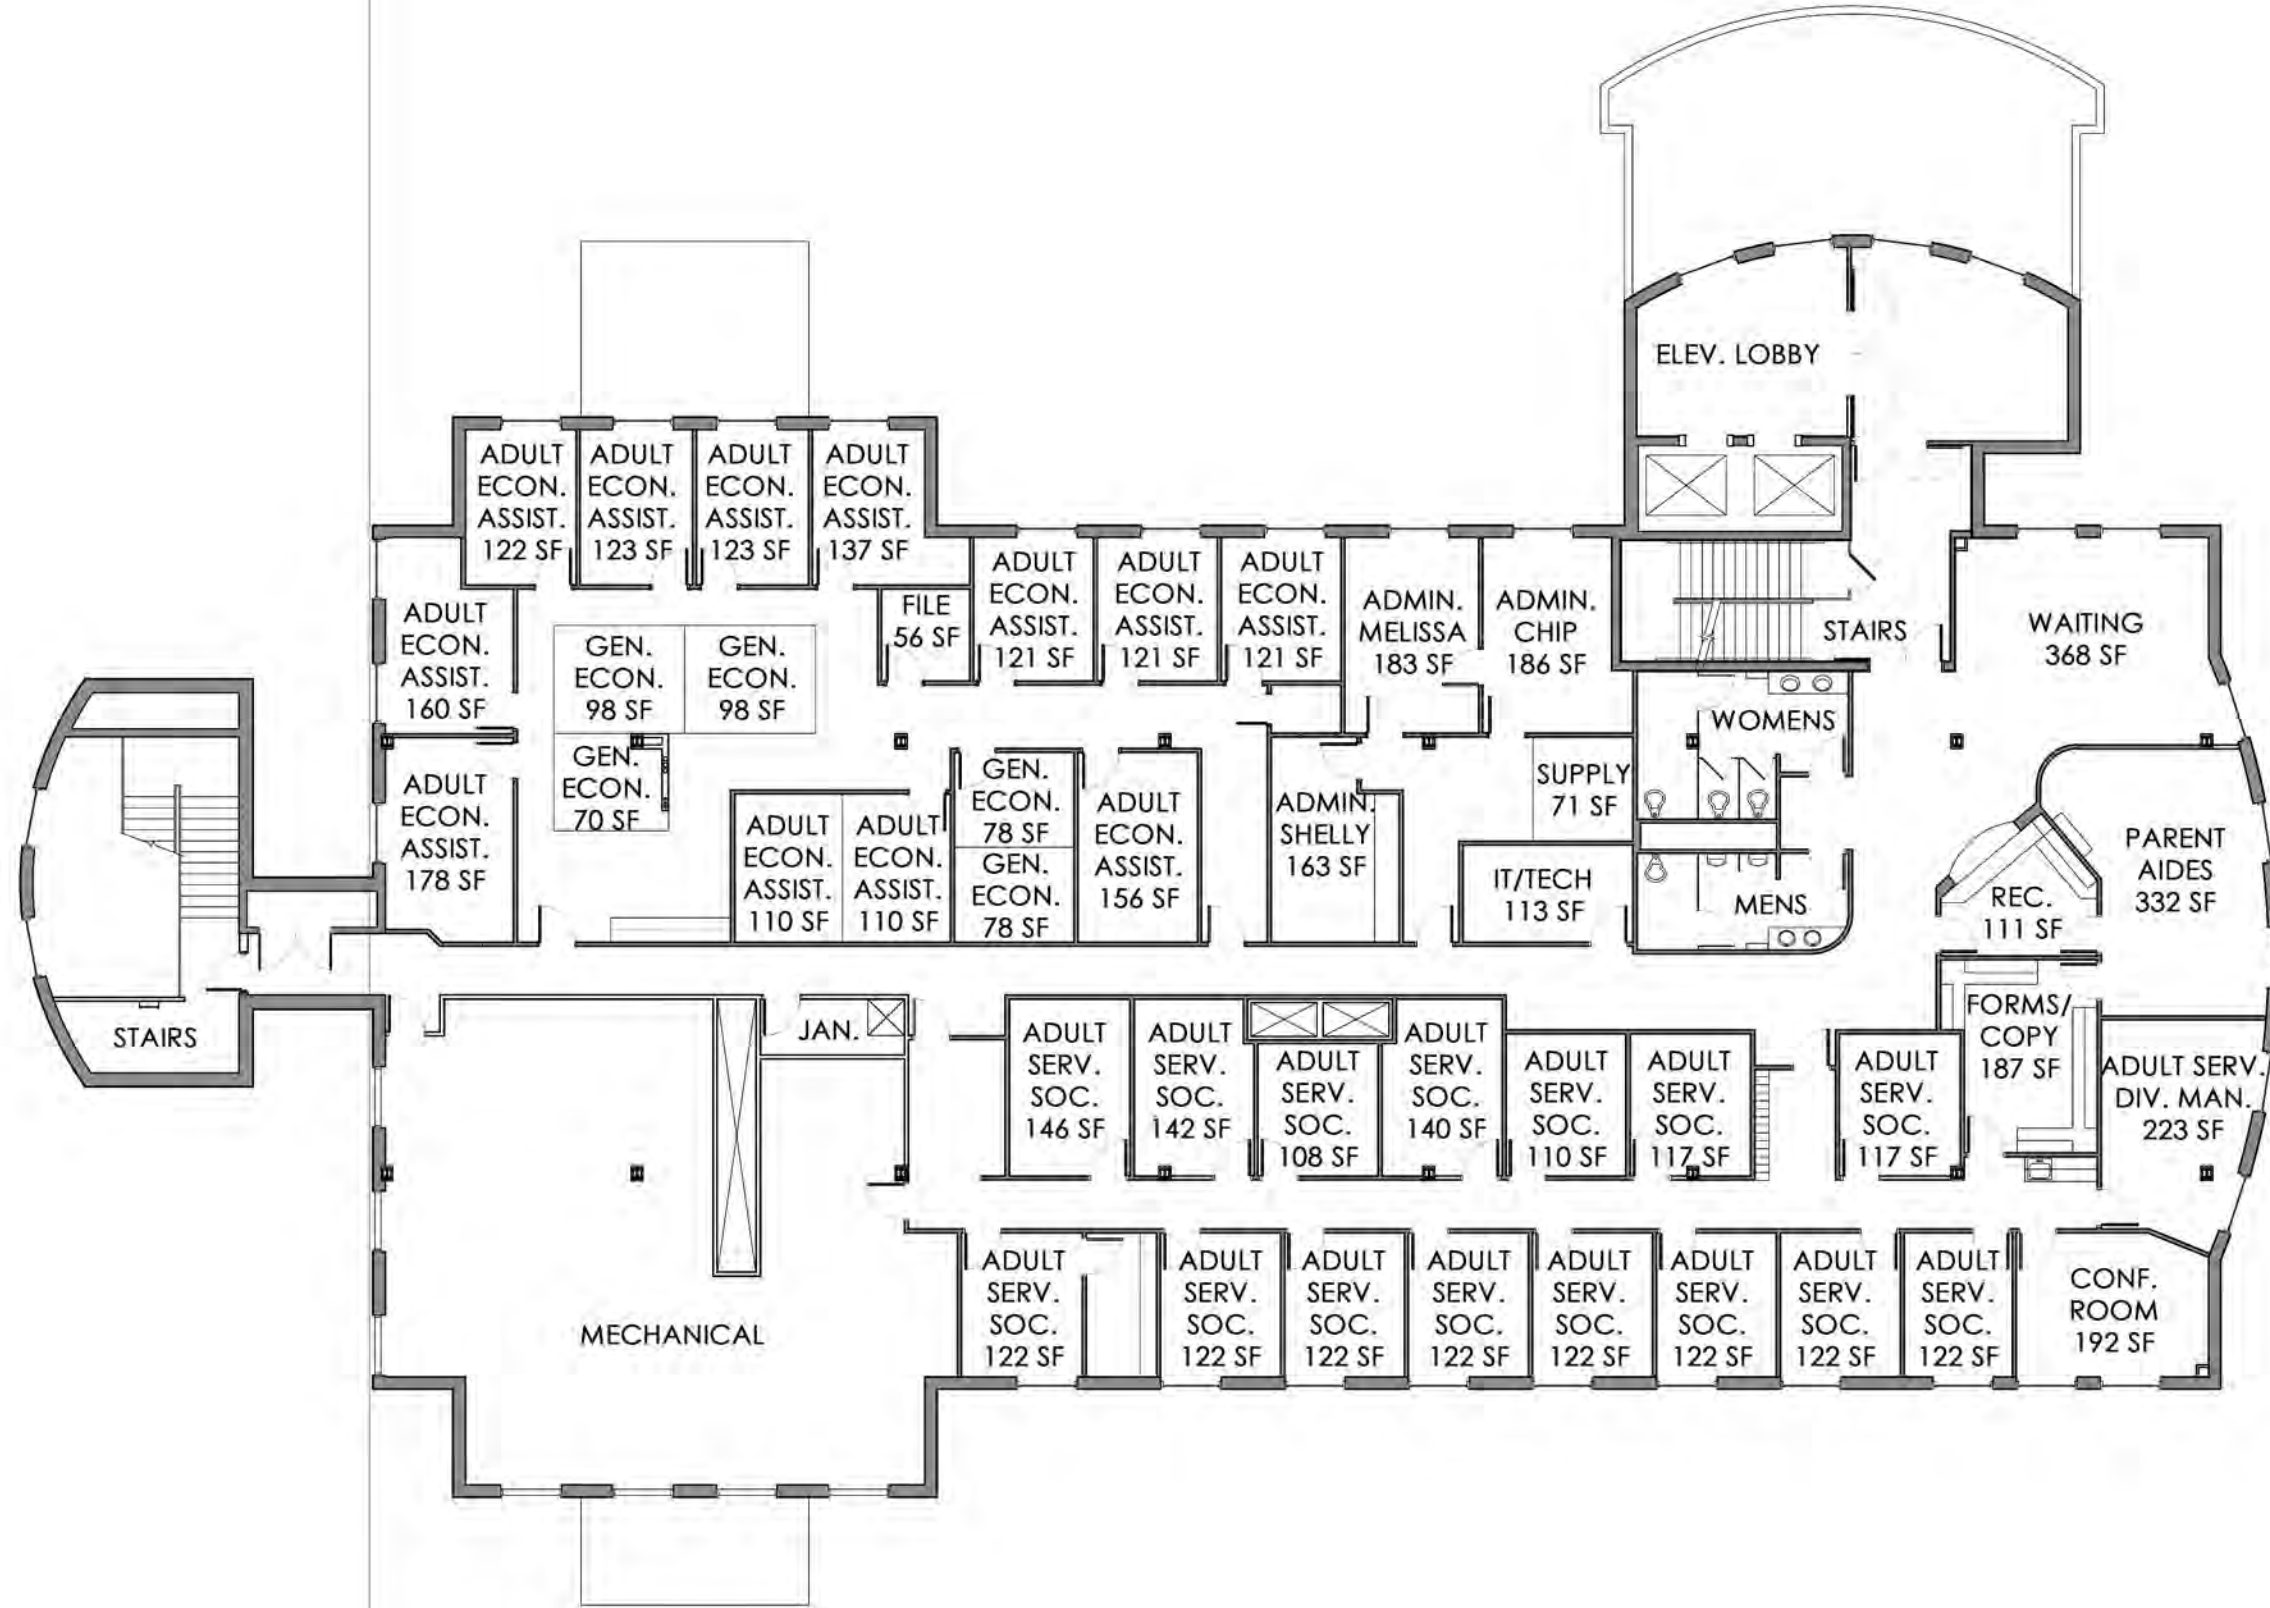 ELEV. LOBBY
ADULT
ECON.
ASSIST.
122 SF
ADULT
ECON.
ASSIST.
123 SF
ADULT
ECON.
ASSIST.
123 SF
ADULT
ECON.
ASSIST.
137 SF
ADULT
ECON.
ASSIST.
160 SF
GEN.
ECON.
98 SF
GEN.
ECON.
98 SF
FILE
56 SF
ADULT
ECON.
ASSIST.
121 SF
ADULT
ECON.
ASSIST.
121 SF
ADULT
ECON.
ASSIST.
121 SF
ADMIN.
MELISSA
183 SF
ADMIN.
CHIP
186 SF
STAIRS
WAITING
368 SF
WOMENS
ADULT
ECON.
ASSIST.
178 SF
GEN.
ECON.
70 SF
ADULT
ECON.
ASSIST.
110 SF
ADULT
ECON.
ASSIST.
110 SF
GEN.
ECON.
78 SF
GEN.
ECON.
78 SF
ADULT
ECON.
ASSIST.
156 SF
ADMIN.
SHELLY
163 SF
SUPPLY
71 SF
IT/TECH
113 SF
MENS
REC.
111 SF
PARENT
AIDES
332 SF
STAIRS
JAN.
ADULT
SERV.
SOC.
146 SF
ADULT
SERV.
SOC.
142 SF
ADULT
SERV.
SOC.
108 SF
ADULT
SERV.
SOC.
140 SF
ADULT
SERV.
SOC.
110 SF
ADULT
SERV.
SOC.
117 SF
ADULT
SERV.
SOC.
117 SF
FORMS/
COPY
187 SF
ADULT SERV.
DIV. MAN.
223 SF
MECHANICAL
ADULT
SERV.
SOC.
122 SF
ADULT
SERV.
SOC.
122 SF
ADULT
SERV.
SOC.
122 SF
ADULT
SERV.
SOC.
122 SF
ADULT
SERV.
SOC.
122 SF
ADULT
SERV.
SOC.
122 SF
ADULT
SERV.
SOC.
122 SF
ADULT
SERV.
SOC.
122 SF
CONF.
ROOM
192 SF